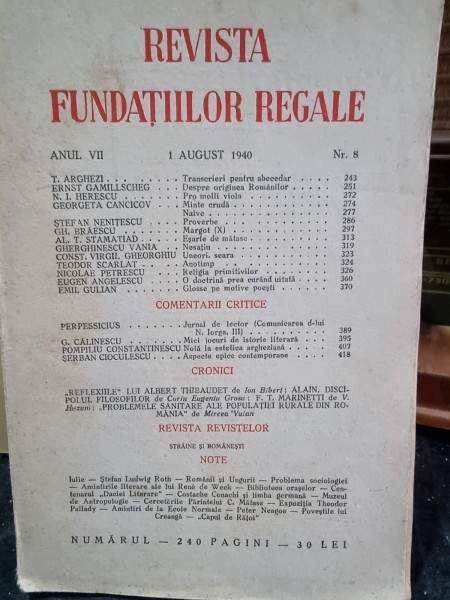 REVISTA
FUNDAȚIILOR REGALE
ANUL VII 1 AUGUST 1940 Nr. 8
T. ARGHEZI . . . . . . . . Transcrieri pentru abecedar . . . . 243
ERNST GAMILLSCHEG . . . Despre originea Românilor . . . . . 251
N. I. HERESCU . . . . . . . Pro molli viola . . . . . . . . . 272
GEORGETA CANCICOV . . . Minte crudă . . . . . . . . . . 274
Naive . . . . . . . . . . . . 277
ȘTEFAN NENIȚESCU . . . . Proverbe . . . . . . . . . . . 286
GH. BRĂESCU . . . . . . . Margot (X) . . . . . . . . . . 297
AL. T. STAMATIAD . . . . . Eșarfe de mătase . . . . . . . . 313
GHERGHINESCU VANIA . . Nesațiu . . . . . . . . . . . . 319
CONST. VIRGIL GHEORGHIU Uneori, seara . . . . . . . . . 323
TEODOR SCARLAT . . . . . Anotimp . . . . . . . . . . . 324
NICOLAE PETRESCU . . . . Religia primitivilor . . . . . . . 326
EUGEN ANGELESCU . . . . O doctrină prea curând uitată . . . 360
EMIL GULIAN . . . . . . . Glosse pe motive poești . . . . . 370
COMENTARII CRITICE
PERPESSICIUS . . . . . . . Jurnal de lector (Comunicarea d-lui
N. Iorga, III) . . . . . . . . . 389
G. CĂLINESCU . . . . . . . Mici jocuri de istorie literară . . . 395
POMPILIU CONSTANTINESCU Notă la estetica argheziană . . . . 407
ȘERBAN CIOCULESCU . . . Aspecte epice contemporane . . . . 418
CRONICI
„REFLEXIILE" LUI ALBERT THIBAUDET de Ion Biberi; ALAIN, DISCI-
POLUL FILOSOFILOR de Corin Eugeniu Grosu; F. T. MARINETTI de V.
Horzum; „PROBLEMELE SANITARE ALE POPULAȚIEI RURALE DIN RO-
MÂNIA" de Mircea Vulan
REVISTA REVISTELOR
STRĂINE ȘI ROMÂNEȘTI
NOTE
Iulie — Ștefan Ludwig Roth — Românii și Ungurii — Problema sociologiei
— Amintirile literare ale lui René de Weck — Biblioteca orașelor — Cen-
tenarul „Daciei Literare" — Costache Conachi și limba germană — Muzeul
de Antropologie — Cercetările Părintelui C. Mătase — Expoziția Theodor
Pallady — Amintiri de la Ecole Normale — Peter Neagoe — Poveștile lui
Creangă — „Capul de Rățoi"
NUMĂRUL — 240 PAGINI — 30 LEI